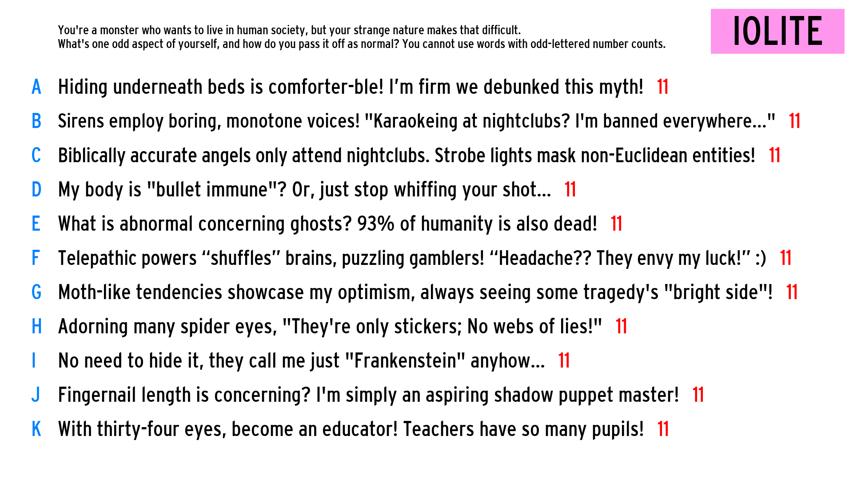 You're a monster who wants to live in human society, but your strange nature makes that difficult.
What's one odd aspect of yourself, and how do you pass it off as normal? You cannot use words with odd-lettered number counts.
IOLITE
A Hiding underneath beds is comforter-ble! I'm firm we debunked this myth! 11
B Sirens employ boring, monotone voices! "Karaokeing at nightclubs? I'm banned everywhere..." 11
C Biblically accurate angels only attend nightclubs. Strobe lights mask non-Euclidean entities! 11
D My body is "bullet immune"? Or, just stop whiffing your shot... 11
E What is abnormal concerning ghosts? 93% of humanity is also dead! 11
F Telepathic powers “shuffles” brains, puzzling gamblers! “Headache?? They envy my luck!” :) 11
G Moth-like tendencies showcase my optimism, always seeing some tragedy's "bright side"! 11
H Adorning many spider eyes, "They're only stickers; No webs of lies!" 11
I No need to hide it, they call me just "Frankenstein" anyhow... 11
J Fingernail length is concerning? I'm simply an aspiring shadow puppet master! 11
K With thirty-four eyes, become an educator! Teachers have so many pupils! 11